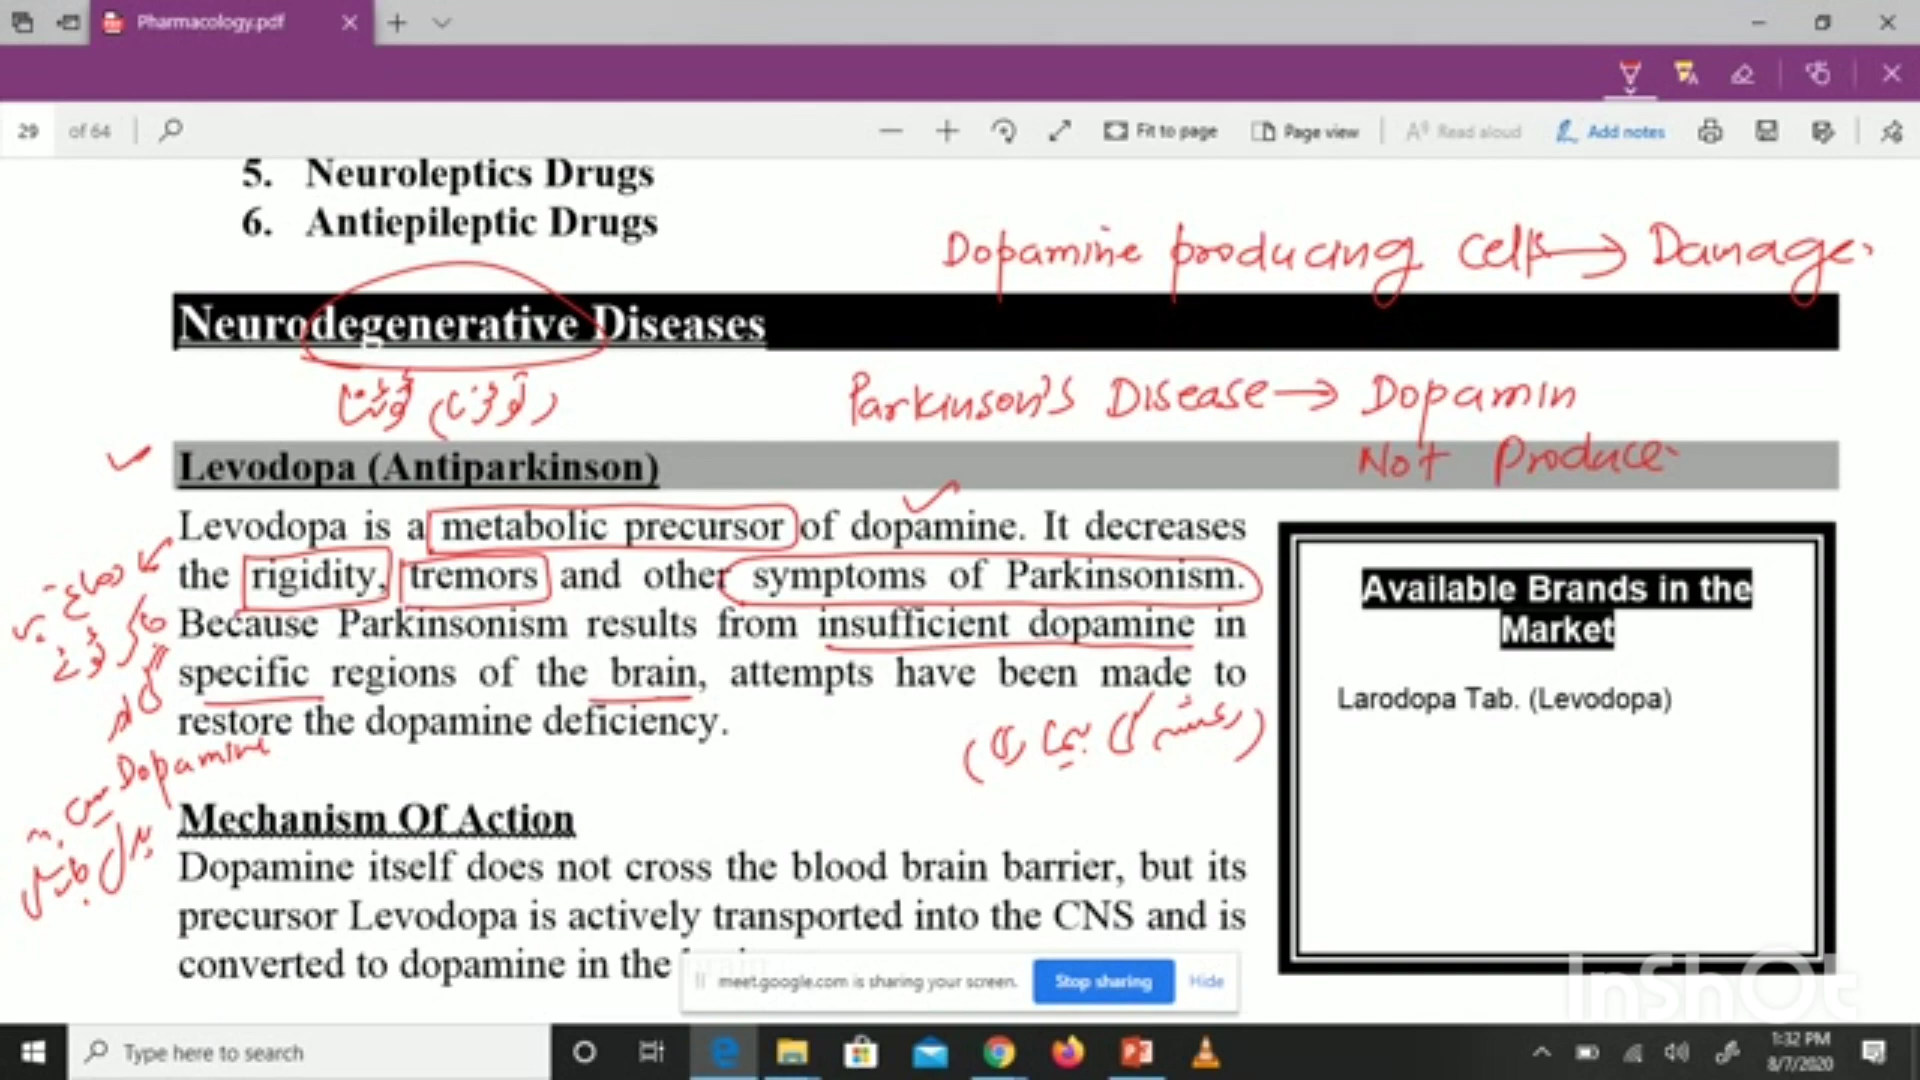 Pharmacology.pdf
29 of 64
Fit to page
Page view
Read aloud
Add notes
5. Neuroleptics Drugs
6. Antiepileptic Drugs
Dopamine producing cells → Damage.
Neurodegenerative Diseases
Parkinson's Disease → Dopamin
Not Produce
Levodopa (Antiparkinson)
Levodopa is a metabolic precursor of dopamine. It decreases
the rigidity, tremors and other symptoms of Parkinsonism.
Because Parkinsonism results from insufficient dopamine in
specific regions of the brain, attempts have been made to
restore the dopamine deficiency.
(رعشہ کی بیماری)
Dopamine
Available Brands in the
Market
Larodopa Tab. (Levodopa)
Mechanism Of Action
Dopamine itself does not cross the blood brain barrier, but its
precursor Levodopa is actively transported into the CNS and is
converted to dopamine in the
meet.google.com is sharing your screen.
Stop sharing
Hide
InShOt
Type here to search
1:32 PM
8/7/2020